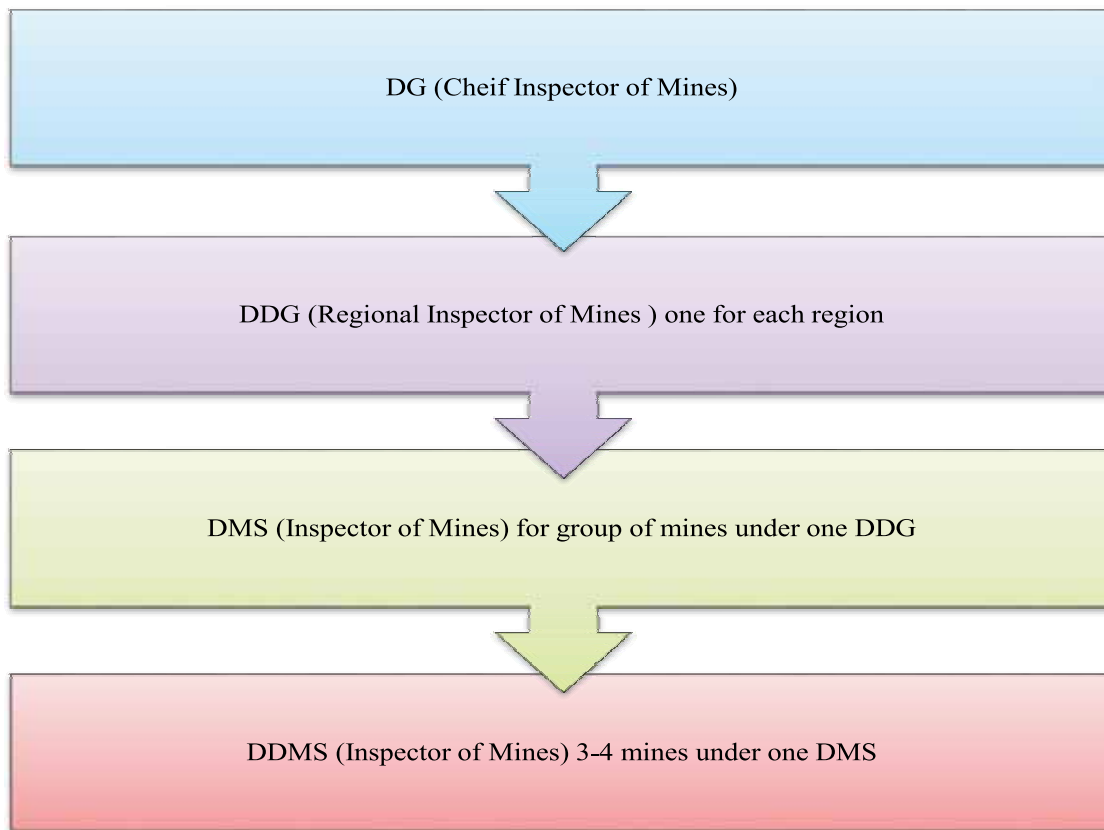 DG (Cheif Inspector of Mines)
DDG (Regional Inspector of Mines ) one for each region
DMS (Inspector of Mines) for group of mines under one DDG
DDMS (Inspector of Mines) 3-4 mines under one DMS